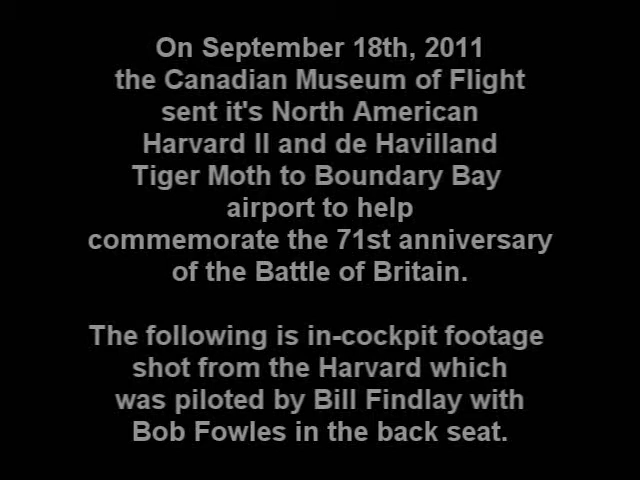 On September 18th, 2011
the Canadian Museum of Flight
sent it's North American
Harvard II and de Havilland
Tiger Moth to Boundary Bay
airport to help
commemorate the 71st anniversary
of the Battle of Britain.
The following is in-cockpit footage
shot from the Harvard which
was piloted by Bill Findlay with
Bob Fowles in the back seat.